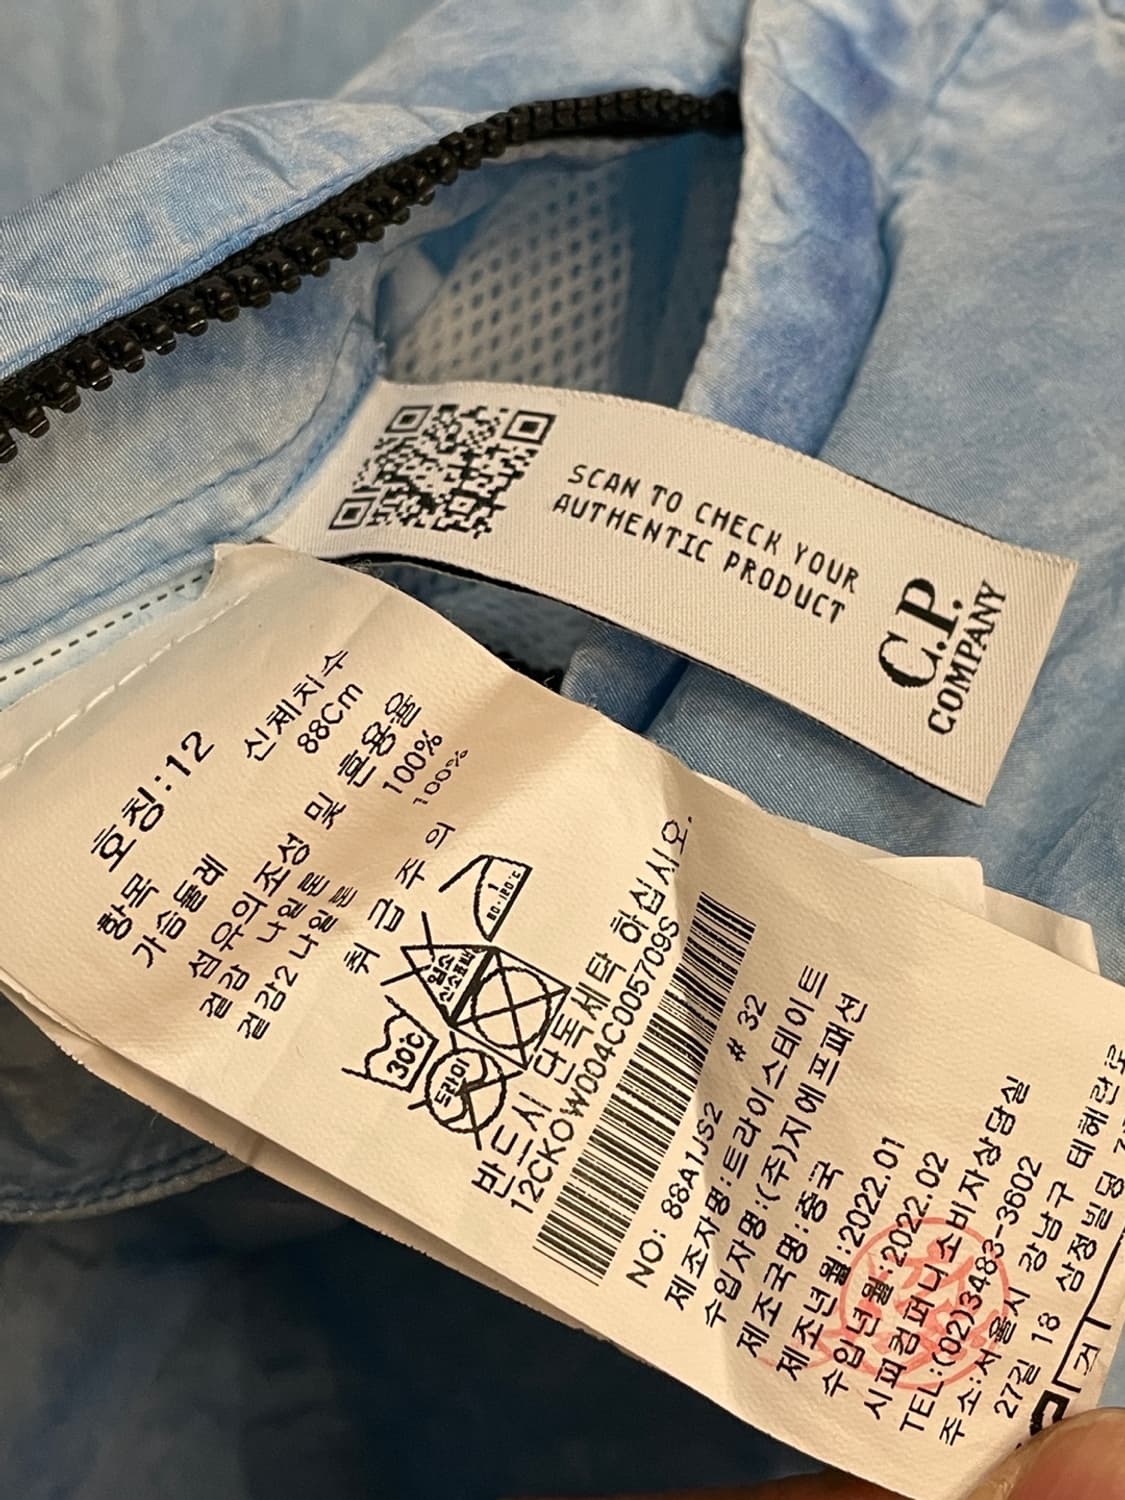 SCAN TO CHECK YOUR
AUTHENTIC PRODUCT
C.P.
COMPANY
호칭:12
항목 신체치수
가슴둘레 88Cm
섬유의조성 및 혼용율
겉감 나일론 100%
겉감2 나일론 100%
취 급 주 의
1
80-120℃
염소
산소표백
30℃
드라이
반드시 단독세탁 하십시오.
12CKOW004C005709S
NO: 88A1JS2 # 32
제조자명:트라이스테이트
수입자명:(주)지에프패션
제조국명:중국
제조년월:2022.01
수입년월:2022.02
시피컴퍼니소비자상담실
TEL:(02)3483-3602
주소:서울시 강남구 테헤란로
27길 18 삼정빌딩